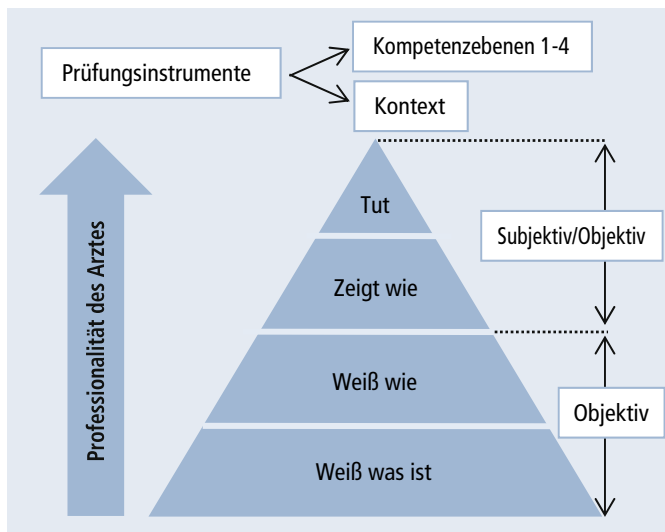 Kompetenzebenen 1-4
Prüfungsinstrumente
Kontext
Tut
Subjektiv/Objektiv
Zeigt wie
Professionalität des Arztes
Weiß wie
Objektiv
Weiß was ist